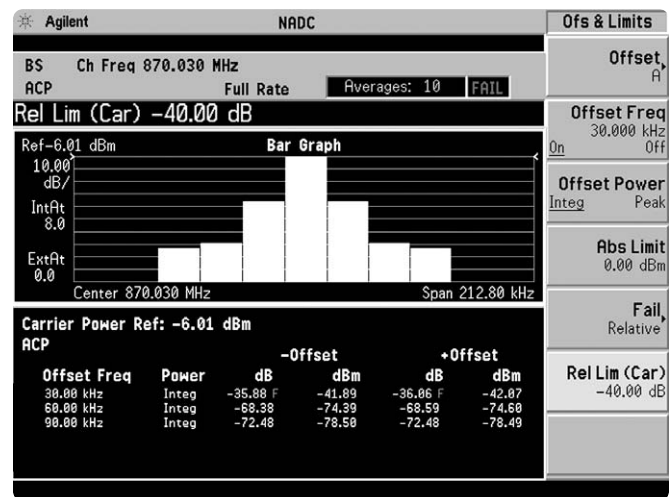 Agilent NADC Ofs & Limits
BS Ch Freq 870.030 MHz
ACP Full Rate Averages: 10 FAIL
Rel Lim (Car) -40.00 dB
Ref-6.01 dBm Bar Graph
10.00
dB/
IntAt
8.0
ExtAt
0.0
Center 870.030 MHz Span 212.80 kHz
Carrier Power Ref: -6.01 dBm
ACP
-Offset +Offset
Offset Freq Power dB dBm dB dBm
30.00 kHz Integ -35.88 F -41.89 -36.06 F -42.07
60.00 kHz Integ -68.38 -74.39 -68.59 -74.60
90.00 kHz Integ -72.48 -78.50 -72.48 -78.49
Offset
A
Offset Freq
30.000 kHz
On Off
Offset Power
Integ Peak
Abs Limit
0.00 dBm
Fail
Relative
Rel Lim (Car)
-40.00 dB